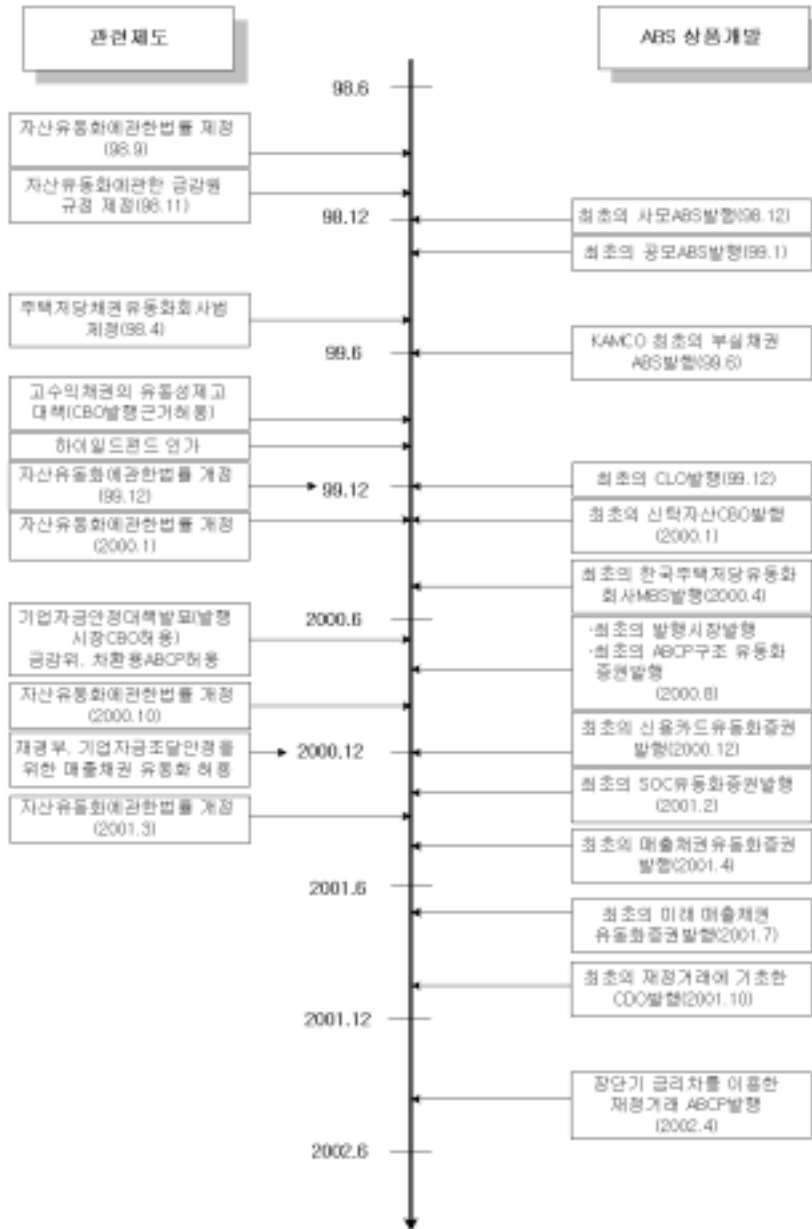 관련제도
ABS 상품개발
98.6
자산유동화에관한법률 제정
(98.9)
자산유동화에관한 금감원
규정 제정(98.11)
98.12
최초의 사모ABS발행(98.12)
최초의 공모ABS발행(99.1)
주택저당채권유동화회사법
제정(98.4)
99.6
KAMCO 최초의 부실채권
ABS발행(99.6)
고수익채권의 유동성제고
대책(CBO발행근거허용)
하이일드펀드 인가
자산유동화에관한법률 개정
(99.12)
99.12
최초의 CLO발행(99.12)
자산유동화에관한법률 개정
(2000.1)
최초의 신탁자산CBO발행
(2000.1)
최초의 한국주택저당유동화
회사MBS발행(2000.4)
2000.6
기업자금안정대책발표(발행
시장CBO허용)
금감위, 차환용ABCP허용
·최초의 발행시장발행
·최초의 ABCP구조 유동화
증권발행
(2000.8)
자산유동화에관한법률 개정
(2000.10)
최초의 신용카드유동화증권
발행(2000.12)
재경부, 기업자금조달안정을
위한 매출채권 유동화 허용
2000.12
최초의 SOC유동화증권발행
(2001.2)
자산유동화에관한법률 개정
(2001.3)
최초의 매출채권유동화증권
발행(2001.4)
2001.6
최초의 미래 매출채권
유동화증권발행(2001.7)
최초의 재정거래에 기초한
CDO발행(2001.10)
2001.12
장단기 금리차를 이용한
재정거래 ABCP발행
(2002.4)
2002.6